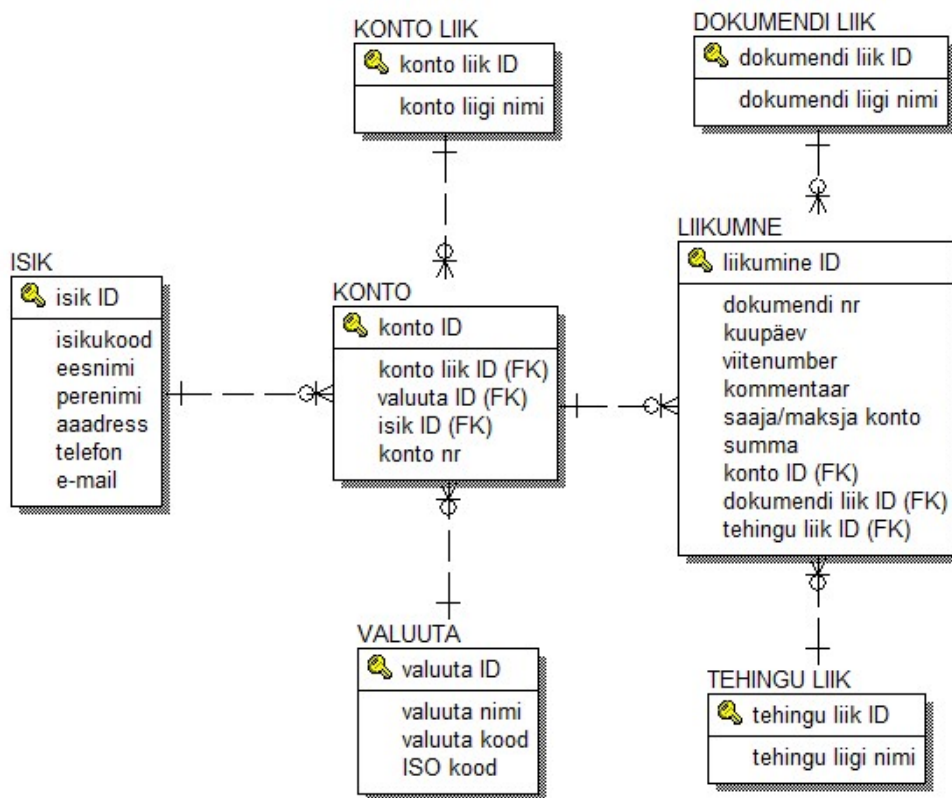 KONTO LIIK
konto liik ID
konto liigi nimi
DOKUMENDI LIIK
dokumendi liik ID
dokumendi liigi nimi
ISIK
isik ID
isikukood
eesnimi
perenimi
aaadress
telefon
e-mail
KONTO
konto ID
konto liik ID (FK)
valuuta ID (FK)
isik ID (FK)
konto nr
LIIKUMNE
liikumine ID
dokumendi nr
kuupäev
viitenumber
kommentaar
saaja/maksja konto
summa
konto ID (FK)
dokumendi liik ID (FK)
tehingu liik ID (FK)
VALUUTA
valuuta ID
valuuta nimi
valuuta kood
ISO kood
TEHINGU LIIK
tehingu liik ID
tehingu liigi nimi